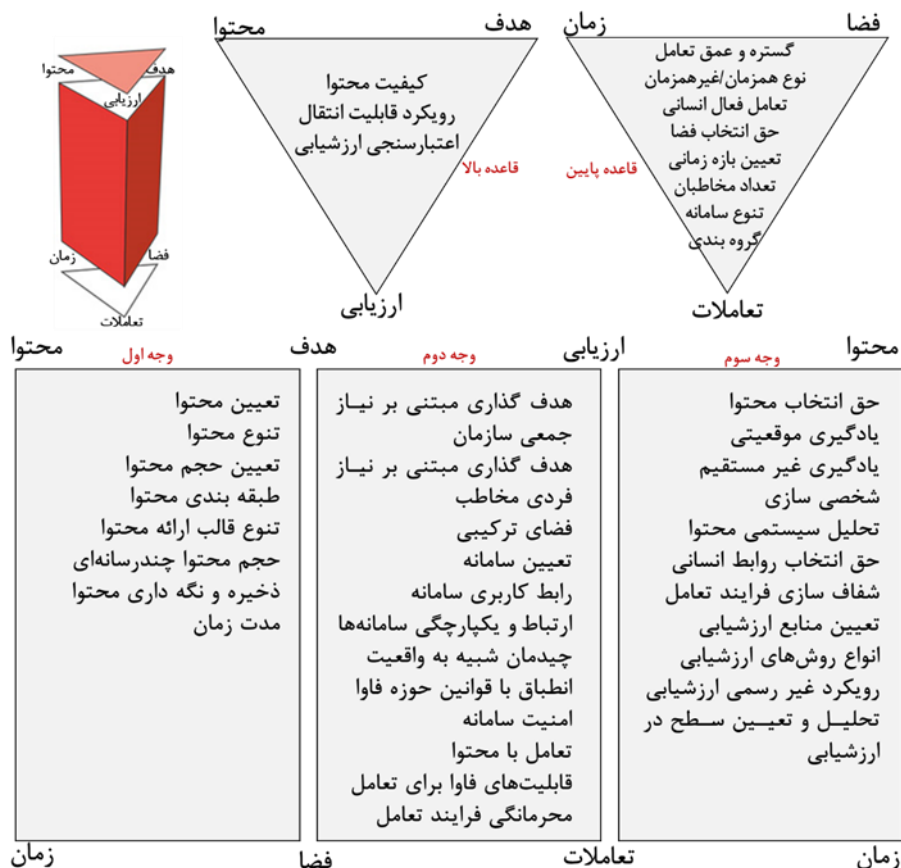 فضا
زمان
گستره و عمق تعامل
نوع همزمان/غیرهمزمان
تعامل فعال انسانی
حق انتخاب فضا
تعیین بازه زمانی
تعداد مخاطبان
تنوع سامانه
گروه بندی
تعاملات
قاعده پایین
هدف
محتوا
کیفیت محتوا
رویکرد قابلیت انتقال
اعتبارسنجی ارزشیابی
ارزیابی
قاعده بالا
هدف
محتوا
ارزیابی
فضا
زمان
تعاملات
محتوا
وجه سوم
ارزیابی
وجه دوم
هدف
وجه اول
محتوا
حق انتخاب محتوا
یادگیری موقعیتی
یادگیری غیر مستقیم
شخصی سازی
تحلیل سیستمی محتوا
حق انتخاب روابط انسانی
شفاف سازی فرایند تعامل
تعیین منابع ارزشیابی
انواع روش‌های ارزشیابی
رویکرد غیر رسمی ارزشیابی
تحلیل و تعیین سطح در
ارزشیابی
هدف گذاری مبتنی بر نیاز
جمعی سازمان
هدف گذاری مبتنی بر نیاز
فردی مخاطب
فضای ترکیبی
تعیین سامانه
رابط کاربری سامانه
ارتباط و یکپارچگی سامانه‌ها
چیدمان شبیه به واقعیت
انطباق با قوانین حوزه فاوا
امنیت سامانه
تعامل با محتوا
قابلیت‌های فاوا برای تعامل
محرمانگی فرایند تعامل
تعیین محتوا
تنوع محتوا
تعیین حجم محتوا
طبقه بندی محتوا
تنوع قالب ارائه محتوا
حجم محتوا چندرسانه‌ای
ذخیره و نگه داری محتوا
مدت زمان
زمان
تعاملات
فضا
زمان